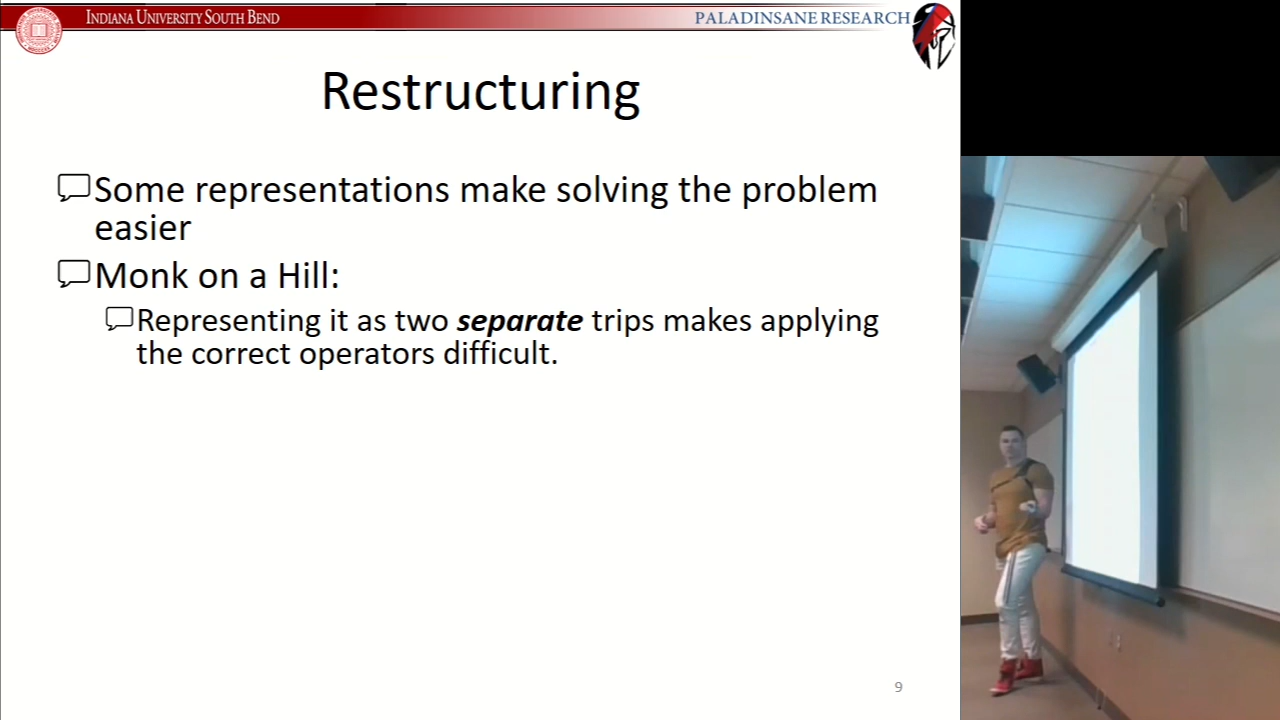 INDIANA UNIVERSITY SOUTH BEND
PALADINSANE RESEARCH
Restructuring
Some representations make solving the problem
easier
Monk on a Hill:
Representing it as two separate trips makes applying
the correct operators difficult.
9